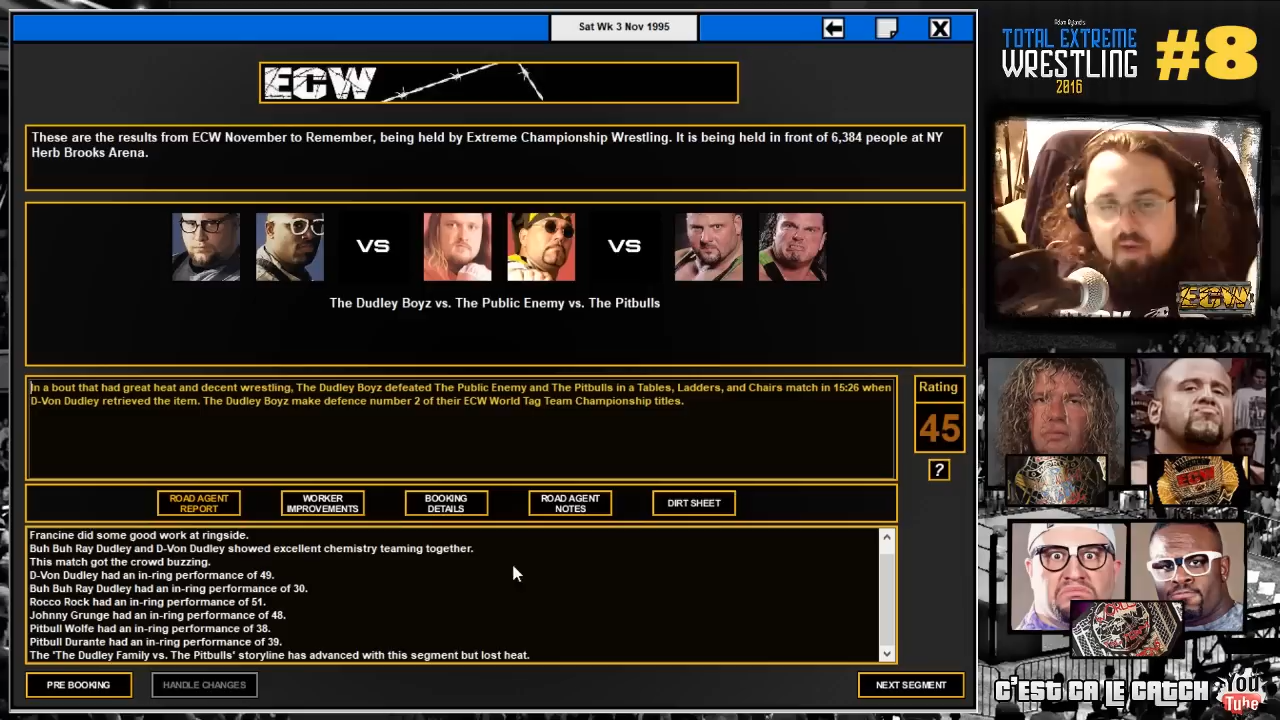 Sat Wk 3 Nov 1995
Adam Ryland's
TOTAL EXTREME
WRESTLING
2016
#8
ECW
These are the results from ECW November to Remember, being held by Extreme Championship Wrestling. It is being held in front of 6,384 people at NY
Herb Brooks Arena.
VS
VS
The Dudley Boyz vs. The Public Enemy vs. The Pitbulls
ECW
In a bout that had great heat and decent wrestling, The Dudley Boyz defeated The Public Enemy and The Pitbulls in a Tables, Ladders, and Chairs match in 15:26 when
D-Von Dudley retrieved the item. The Dudley Boyz make defence number 2 of their ECW World Tag Team Championship titles.
Rating
45
?
ROAD AGENT
REPORT
WORKER
IMPROVEMENTS
BOOKING
DETAILS
ROAD AGENT
NOTES
DIRT SHEET
Francine did some good work at ringside.
Buh Buh Ray Dudley and D-Von Dudley showed excellent chemistry teaming together.
This match got the crowd buzzing.
D-Von Dudley had an in-ring performance of 49.
Buh Buh Ray Dudley had an in-ring performance of 30.
Rocco Rock had an in-ring performance of 51.
Johnny Grunge had an in-ring performance of 48.
Pitbull Wolfe had an in-ring performance of 38.
Pitbull Durante had an in-ring performance of 39.
The 'The Dudley Family vs. The Pitbulls' storyline has advanced with this segment but lost heat.
PRE BOOKING
HANDLE CHANGES
NEXT SEGMENT
ECW
C'EST CA LE CATCH
You
Tube